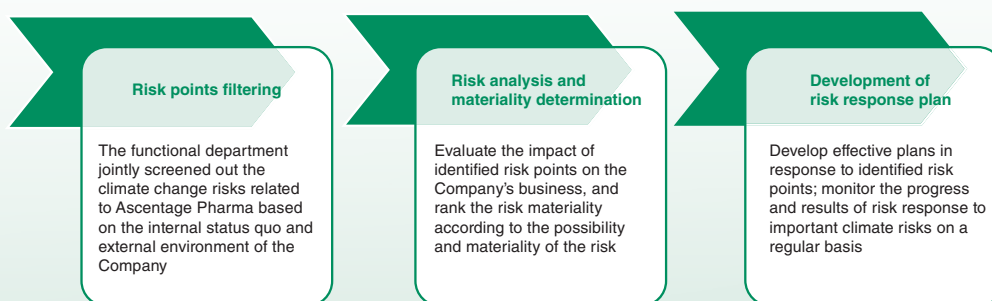 Risk points filtering
The functional department
jointly screened out the
climate change risks related
to Ascentage Pharma based
on the internal status quo and
external environment of the
Company
Risk analysis and
materiality determination
Evaluate the impact of
identified risk points on the
Company's business, and
rank the risk materiality
according to the possibility
and materiality of the risk
Development of
risk response plan
Develop effective plans in
response to identified risk
points; monitor the progress
and results of risk response to
important climate risks on a
regular basis